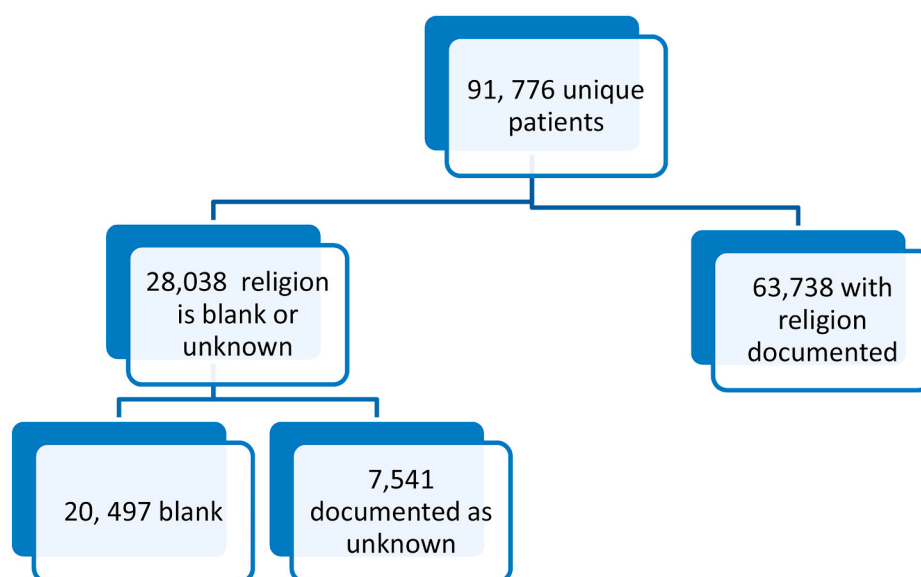 91, 776 unique
patients
28,038 religion
is blank or
unknown
63,738 with
religion
documented
20, 497 blank
7,541
documented as
unknown